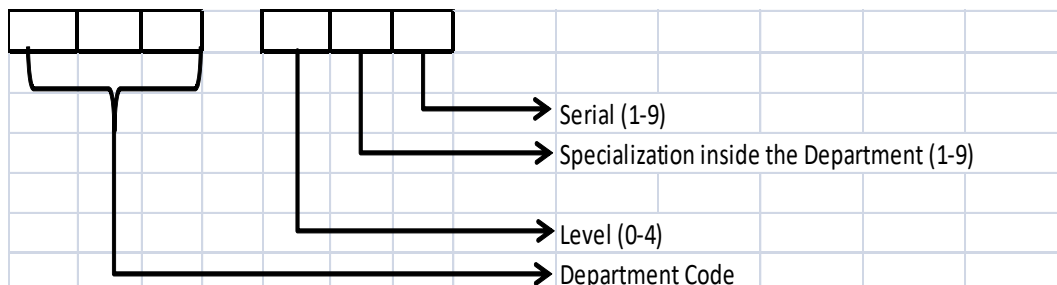 Serial (1-9)
Specialization inside the Department (1-9)
Level (0-4)
Department Code